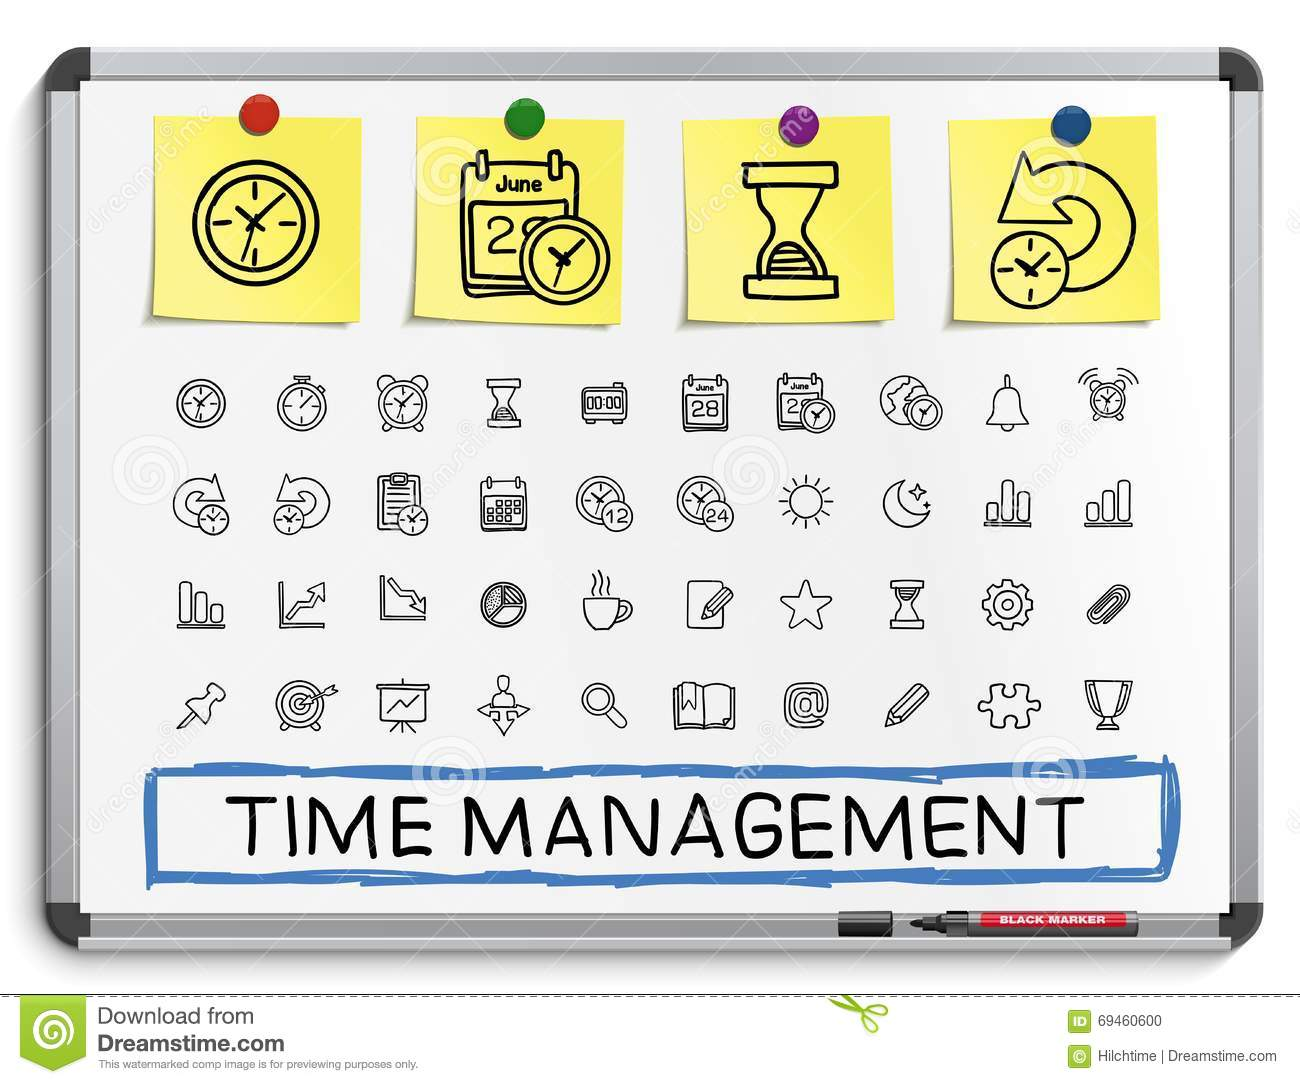 June
28
00:00
June
28
June
28
12
24
@
TIME MANAGEMENT
BLACK MARKER
Download from
Dreamstime.com
This watermarked comp image is for previewing purposes only.
ID 69460600
© Hilchtime | Dreamstime.com